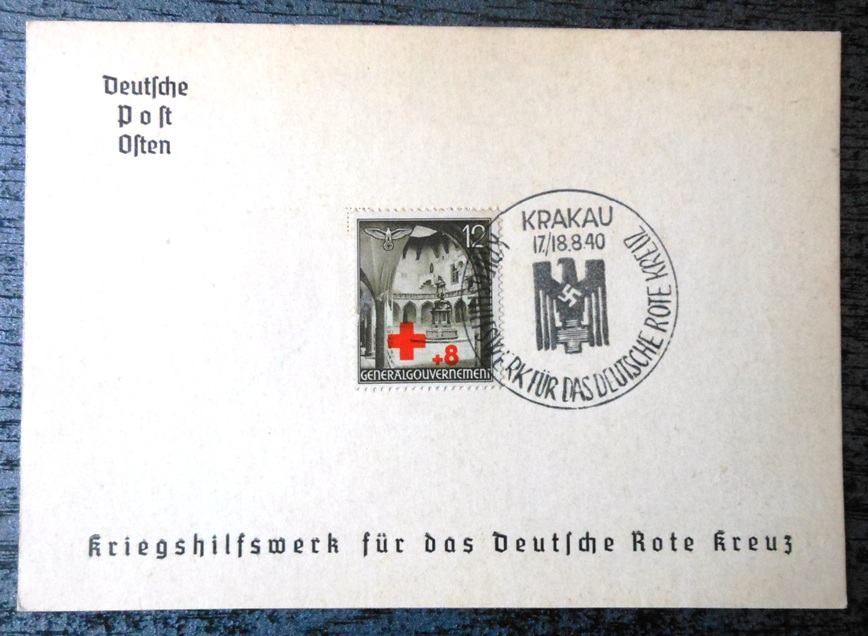 Deutſche
Poſt
Oſten
12
+8
GENERALGOUVERNEMENT
KRAKAU
17./18.8.40
FÜR DAS DEUTSCHE ROTE KREUZ
Kriegshilfswerk für das Deutſche Rote Kreuz